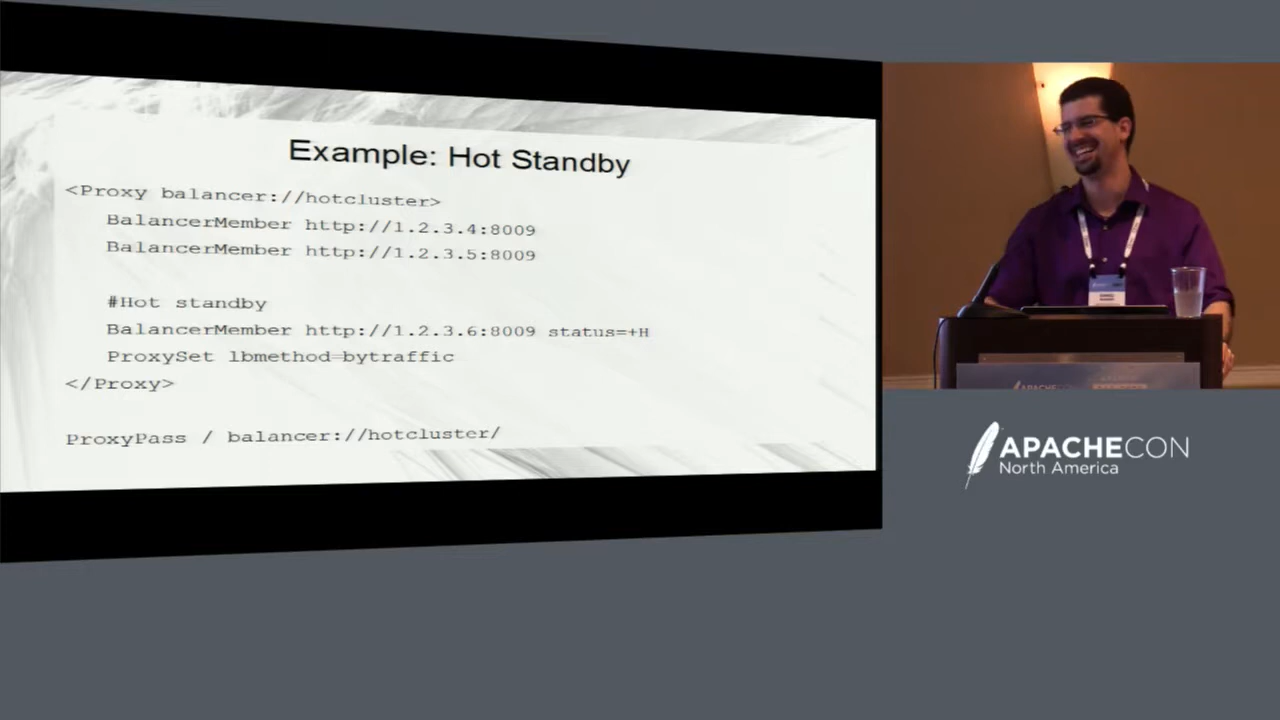 Example: Hot Standby
<Proxy balancer://hotcluster>
BalancerMember http://1.2.3.4:8009
BalancerMember http://1.2.3.5:8009
#Hot standby
BalancerMember http://1.2.3.6:8009 status=+H
ProxySet lbmethod=bytraffic
</Proxy>
ProxyPass / balancer://hotcluster/
APACHECON
North America
APACHECON